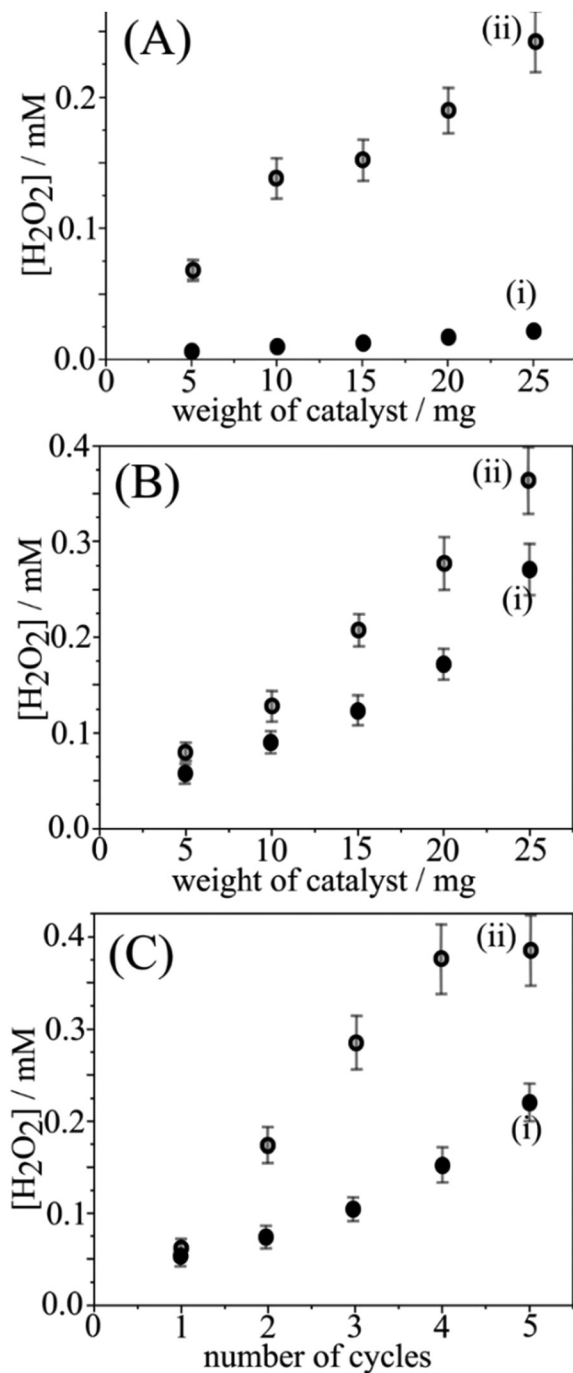 (A)
(ii)
(i)
[H₂O₂] / mM
0.2
0.1
0.0
0 5 10 15 20 25
weight of catalyst / mg
(B)
(ii)
(i)
[H₂O₂] / mM
0.4
0.3
0.2
0.1
0.0
0 5 10 15 20 25
weight of catalyst / mg
(C)
(ii)
(i)
[H₂O₂] / mM
0.4
0.3
0.2
0.1
0.0
0 1 2 3 4 5
number of cycles